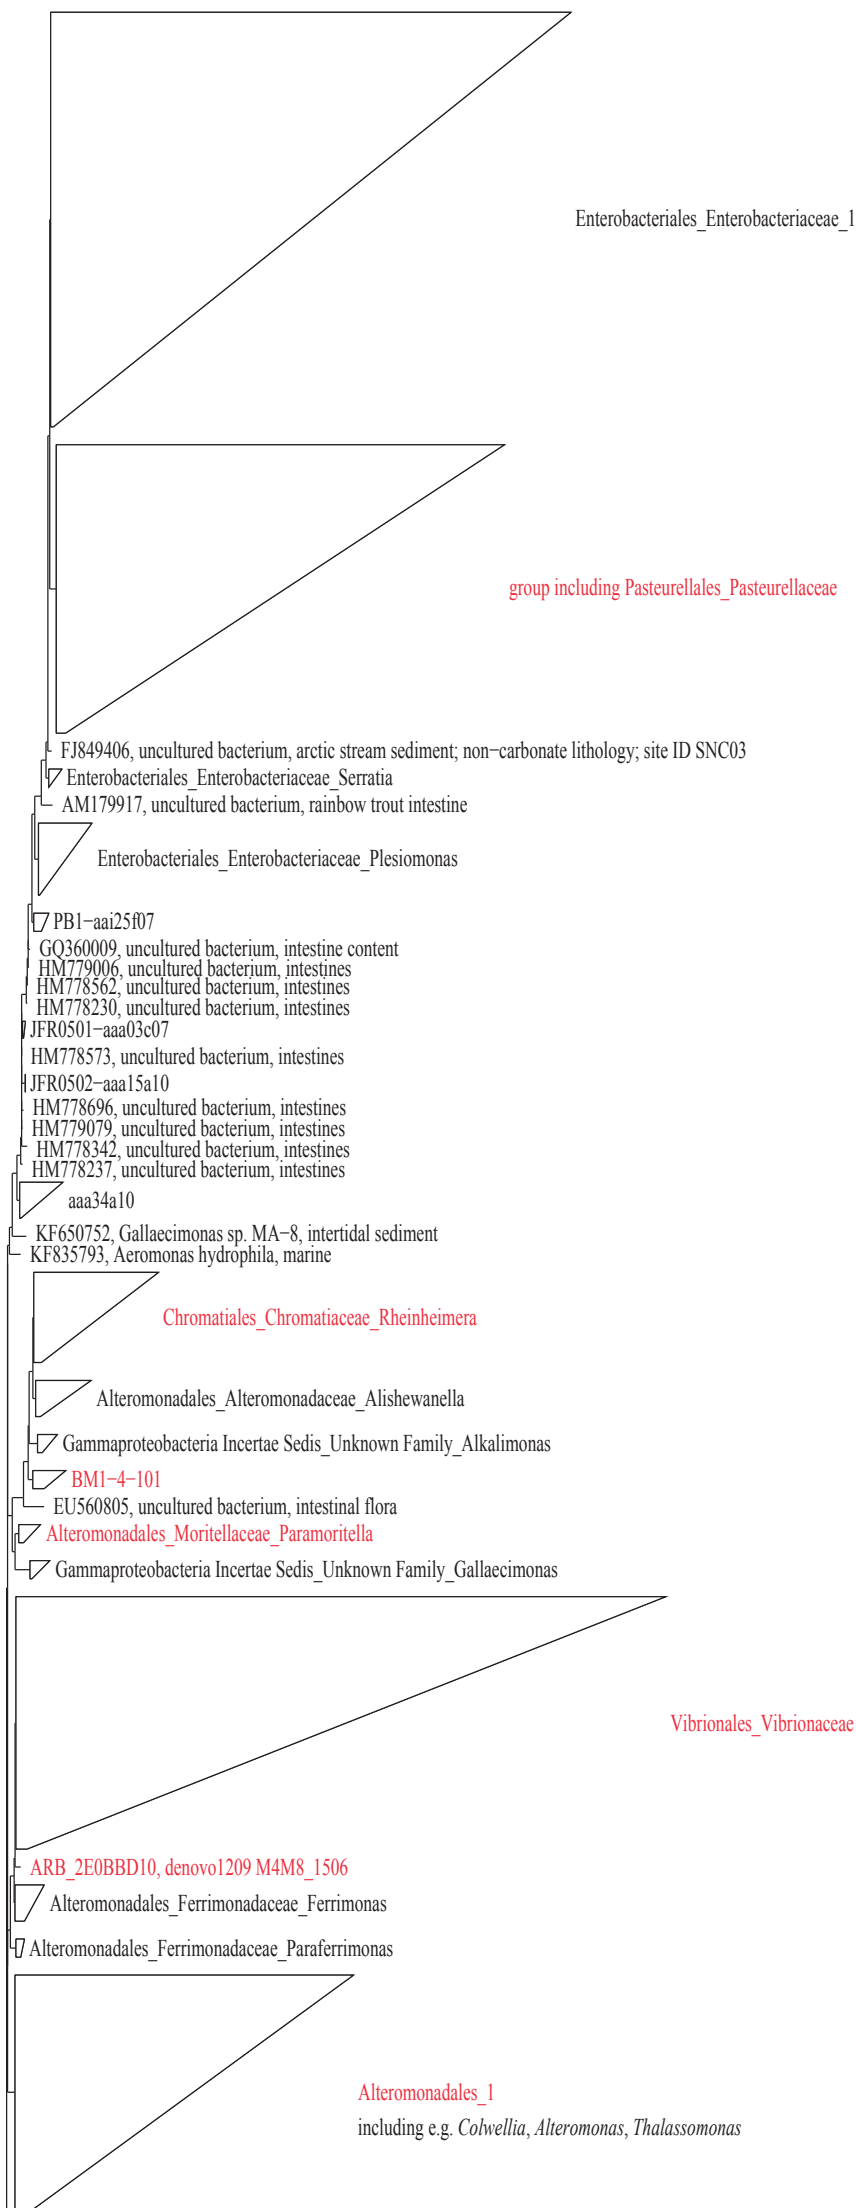 Enterobacteriales_Enterobacteriaceae_1
group including Pasteurellales_Pasteurellaceae
FJ849406, uncultured bacterium, arctic stream sediment; non−carbonate lithology; site ID SNC03
Enterobacteriales_Enterobacteriaceae_Serratia
AM179917, uncultured bacterium, rainbow trout intestine
Enterobacteriales_Enterobacteriaceae_Plesiomonas
PB1−aai25f07
GQ360009, uncultured bacterium, intestine content
HM779006, uncultured bacterium, intestines
HM778562, uncultured bacterium, intestines
HM778230, uncultured bacterium, intestines
JFR0501−aaa03c07
HM778573, uncultured bacterium, intestines
JFR0502−aaa15a10
HM778696, uncultured bacterium, intestines
HM779079, uncultured bacterium, intestines
HM778342, uncultured bacterium, intestines
HM778237, uncultured bacterium, intestines
aaa34a10
KF650752, Gallaecimonas sp. MA−8, intertidal sediment
KF835793, Aeromonas hydrophila, marine
Chromatiales_Chromatiaceae_Rheinheimera
Alteromonadales_Alteromonadaceae_Alishewanella
Gammaproteobacteria Incertae Sedis_Unknown Family_Alkalimonas
BM1−4−101
EU560805, uncultured bacterium, intestinal flora
Alteromonadales_Moritellaceae_Paramoritella
Gammaproteobacteria Incertae Sedis_Unknown Family_Gallaecimonas
Vibrionales_Vibrionaceae
ARB_2E0BBD10, denovo1209 M4M8_1506
Alteromonadales_Ferrimonadaceae_Ferrimonas
Alteromonadales_Ferrimonadaceae_Paraferrimonas
Alteromonadales_1
including e.g. Colwellia, Alteromonas, Thalassomonas